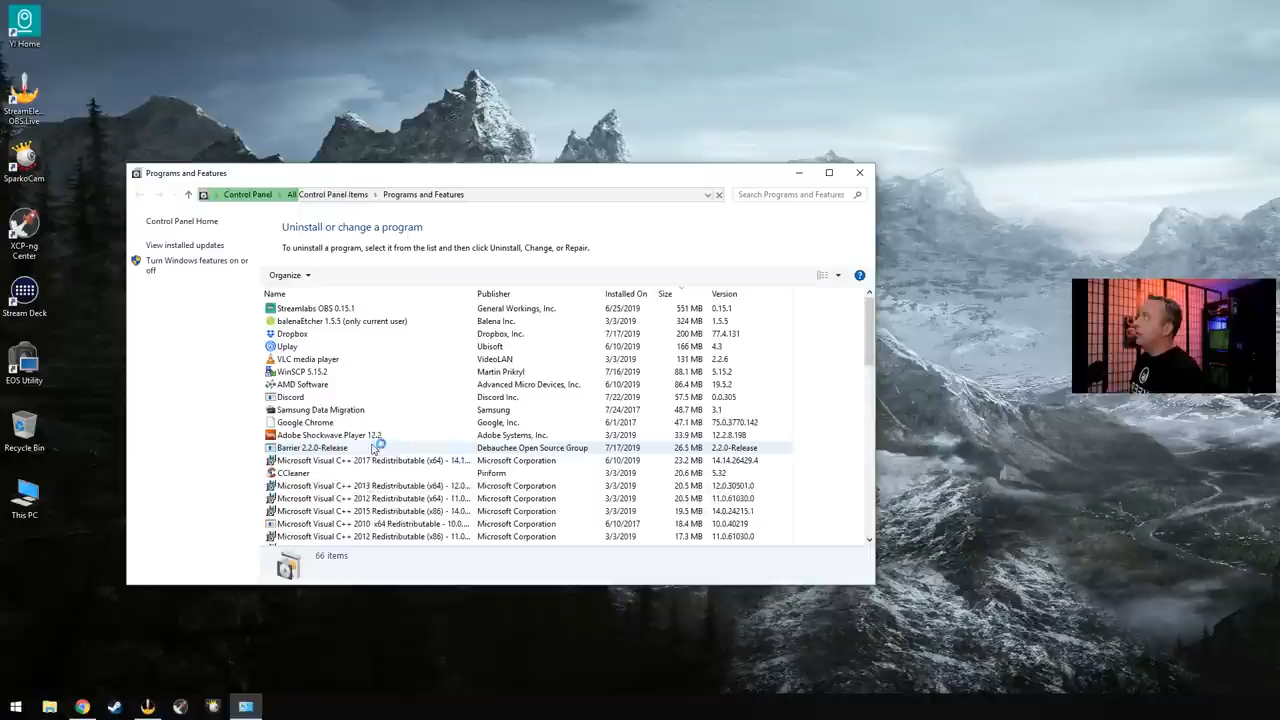 YI Home
StreamEle...
OBS.Live
SparkoCam
XCP-ng
Center
Stream Deck
EOS Utility
Recycle Bin
This PC
Programs and Features
Control Panel > All Control Panel Items > Programs and Features
Search Programs and Features
Control Panel Home
View installed updates
Turn Windows features on or
off
Uninstall or change a program
To uninstall a program, select it from the list and then click Uninstall, Change, or Repair.
Organize
Name Publisher Installed On Size Version
Streamlabs OBS 0.15.1 General Workings, Inc. 6/25/2019 551 MB 0.15.1
balenaEtcher 1.5.5 (only current user) Balena Inc. 3/3/2019 324 MB 1.5.5
Dropbox Dropbox, Inc. 7/17/2019 200 MB 77.4.131
Uplay Ubisoft 6/10/2019 166 MB 4.3
VLC media player VideoLAN 3/3/2019 131 MB 2.2.6
WinSCP 5.15.2 Martin Prikryl 7/16/2019 88.1 MB 5.15.2
AMD Software Advanced Micro Devices, Inc. 6/10/2019 86.4 MB 19.5.2
Discord Discord Inc. 7/22/2019 57.5 MB 0.0.305
Samsung Data Migration Samsung 7/24/2017 48.7 MB 3.1
Google Chrome Google, Inc. 6/16/2019 47.1 MB 75.0.3770.142
Adobe Shockwave Player 12.2 Adobe Systems, Inc. 3/3/2019 33.9 MB 12.2.8.198
Barrier 2.2.0-Release Debauchee Open Source Group 7/17/2019 26.5 MB 2.2.0-Release
Microsoft Visual C++ 2017 Redistributable (x64) - 14.1... Microsoft Corporation 6/10/2019 23.2 MB 14.14.26429.4
CCleaner Piriform 3/3/2019 20.6 MB 5.32
Microsoft Visual C++ 2013 Redistributable (x64) - 12.0... Microsoft Corporation 3/3/2019 20.5 MB 12.0.30501.0
Microsoft Visual C++ 2012 Redistributable (x64) - 11.0... Microsoft Corporation 3/3/2019 20.5 MB 11.0.61030.0
Microsoft Visual C++ 2015 Redistributable (x86) - 14.0... Microsoft Corporation 3/3/2019 19.5 MB 14.0.24215.1
Microsoft Visual C++ 2010 x64 Redistributable - 10.0.... Microsoft Corporation 6/10/2017 18.4 MB 10.0.40219
Microsoft Visual C++ 2012 Redistributable (x86) - 11.0... Microsoft Corporation 3/3/2019 17.3 MB 11.0.61030.0
66 items